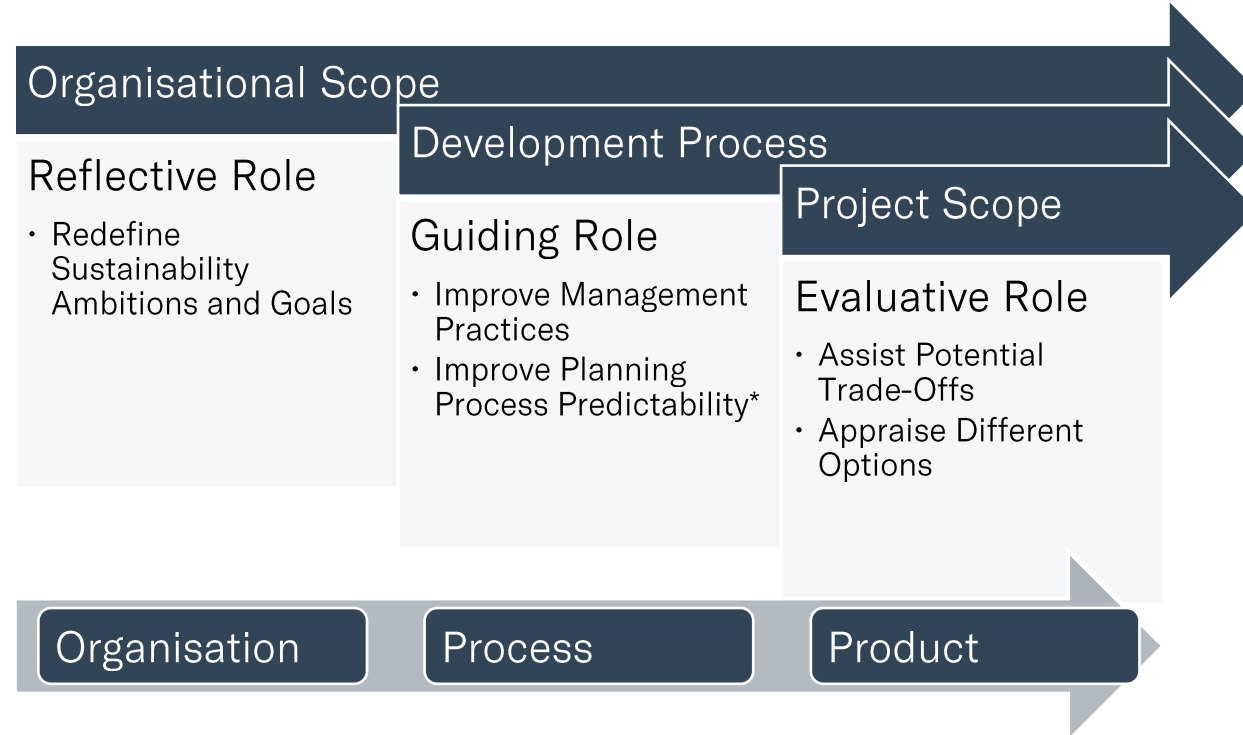 Organisational Scope
Reflective Role
• Redefine
Sustainability
Ambitions and Goals
Development Process
Guiding Role
• Improve Management
Practices
• Improve Planning
Process Predictability*
Project Scope
Evaluative Role
• Assist Potential
Trade-Offs
• Appraise Different
Options
Organisation
Process
Product